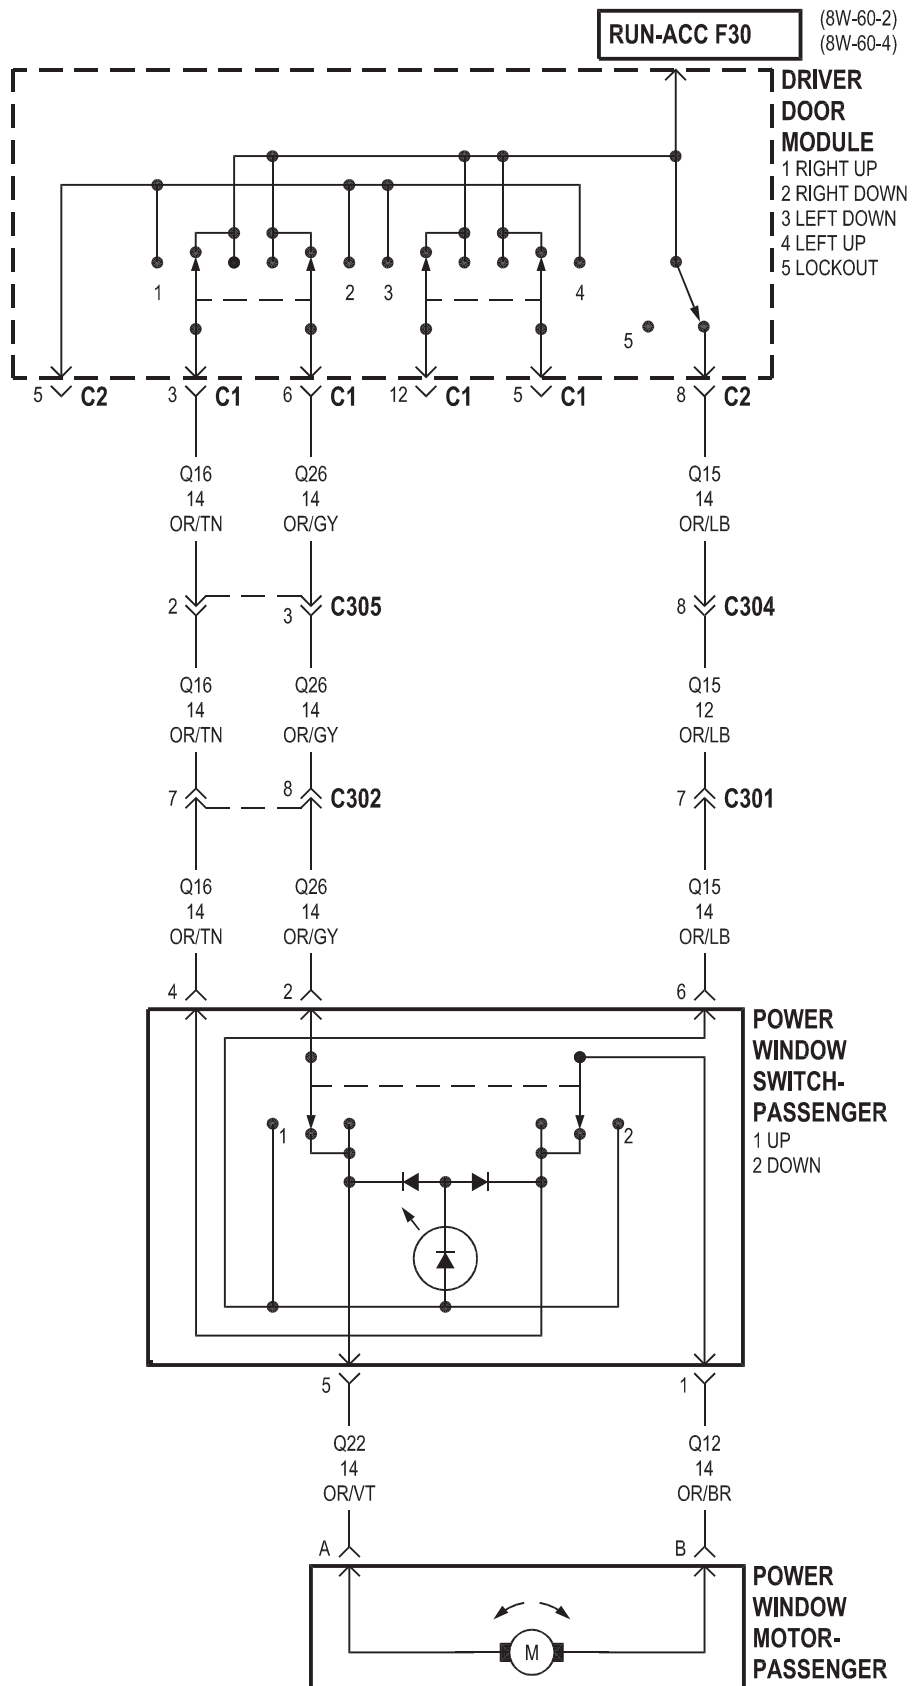 RUN-ACC F30
(8W-60-2)
(8W-60-4)
DRIVER
DOOR
MODULE
1 RIGHT UP
2 RIGHT DOWN
3 LEFT DOWN
4 LEFT UP
5 LOCKOUT
1 2 3 4
5
5 C2 3 C1 6 C1 12 C1 5 C1 8 C2
Q16 Q26 Q15
14 14 14
OR/TN OR/GY OR/LB
2 3 C305 8 C304
Q16 Q26 Q15
14 14 12
OR/TN OR/GY OR/LB
7 8 C302 7 C301
Q16 Q26 Q15
14 14 14
OR/TN OR/GY OR/LB
4 2 6
POWER
WINDOW
SWITCH-
PASSENGER
1 UP
2 DOWN
1 2
5 1
Q22 Q12
14 14
OR/VT OR/BR
A B
POWER
WINDOW
MOTOR-
PASSENGER
M